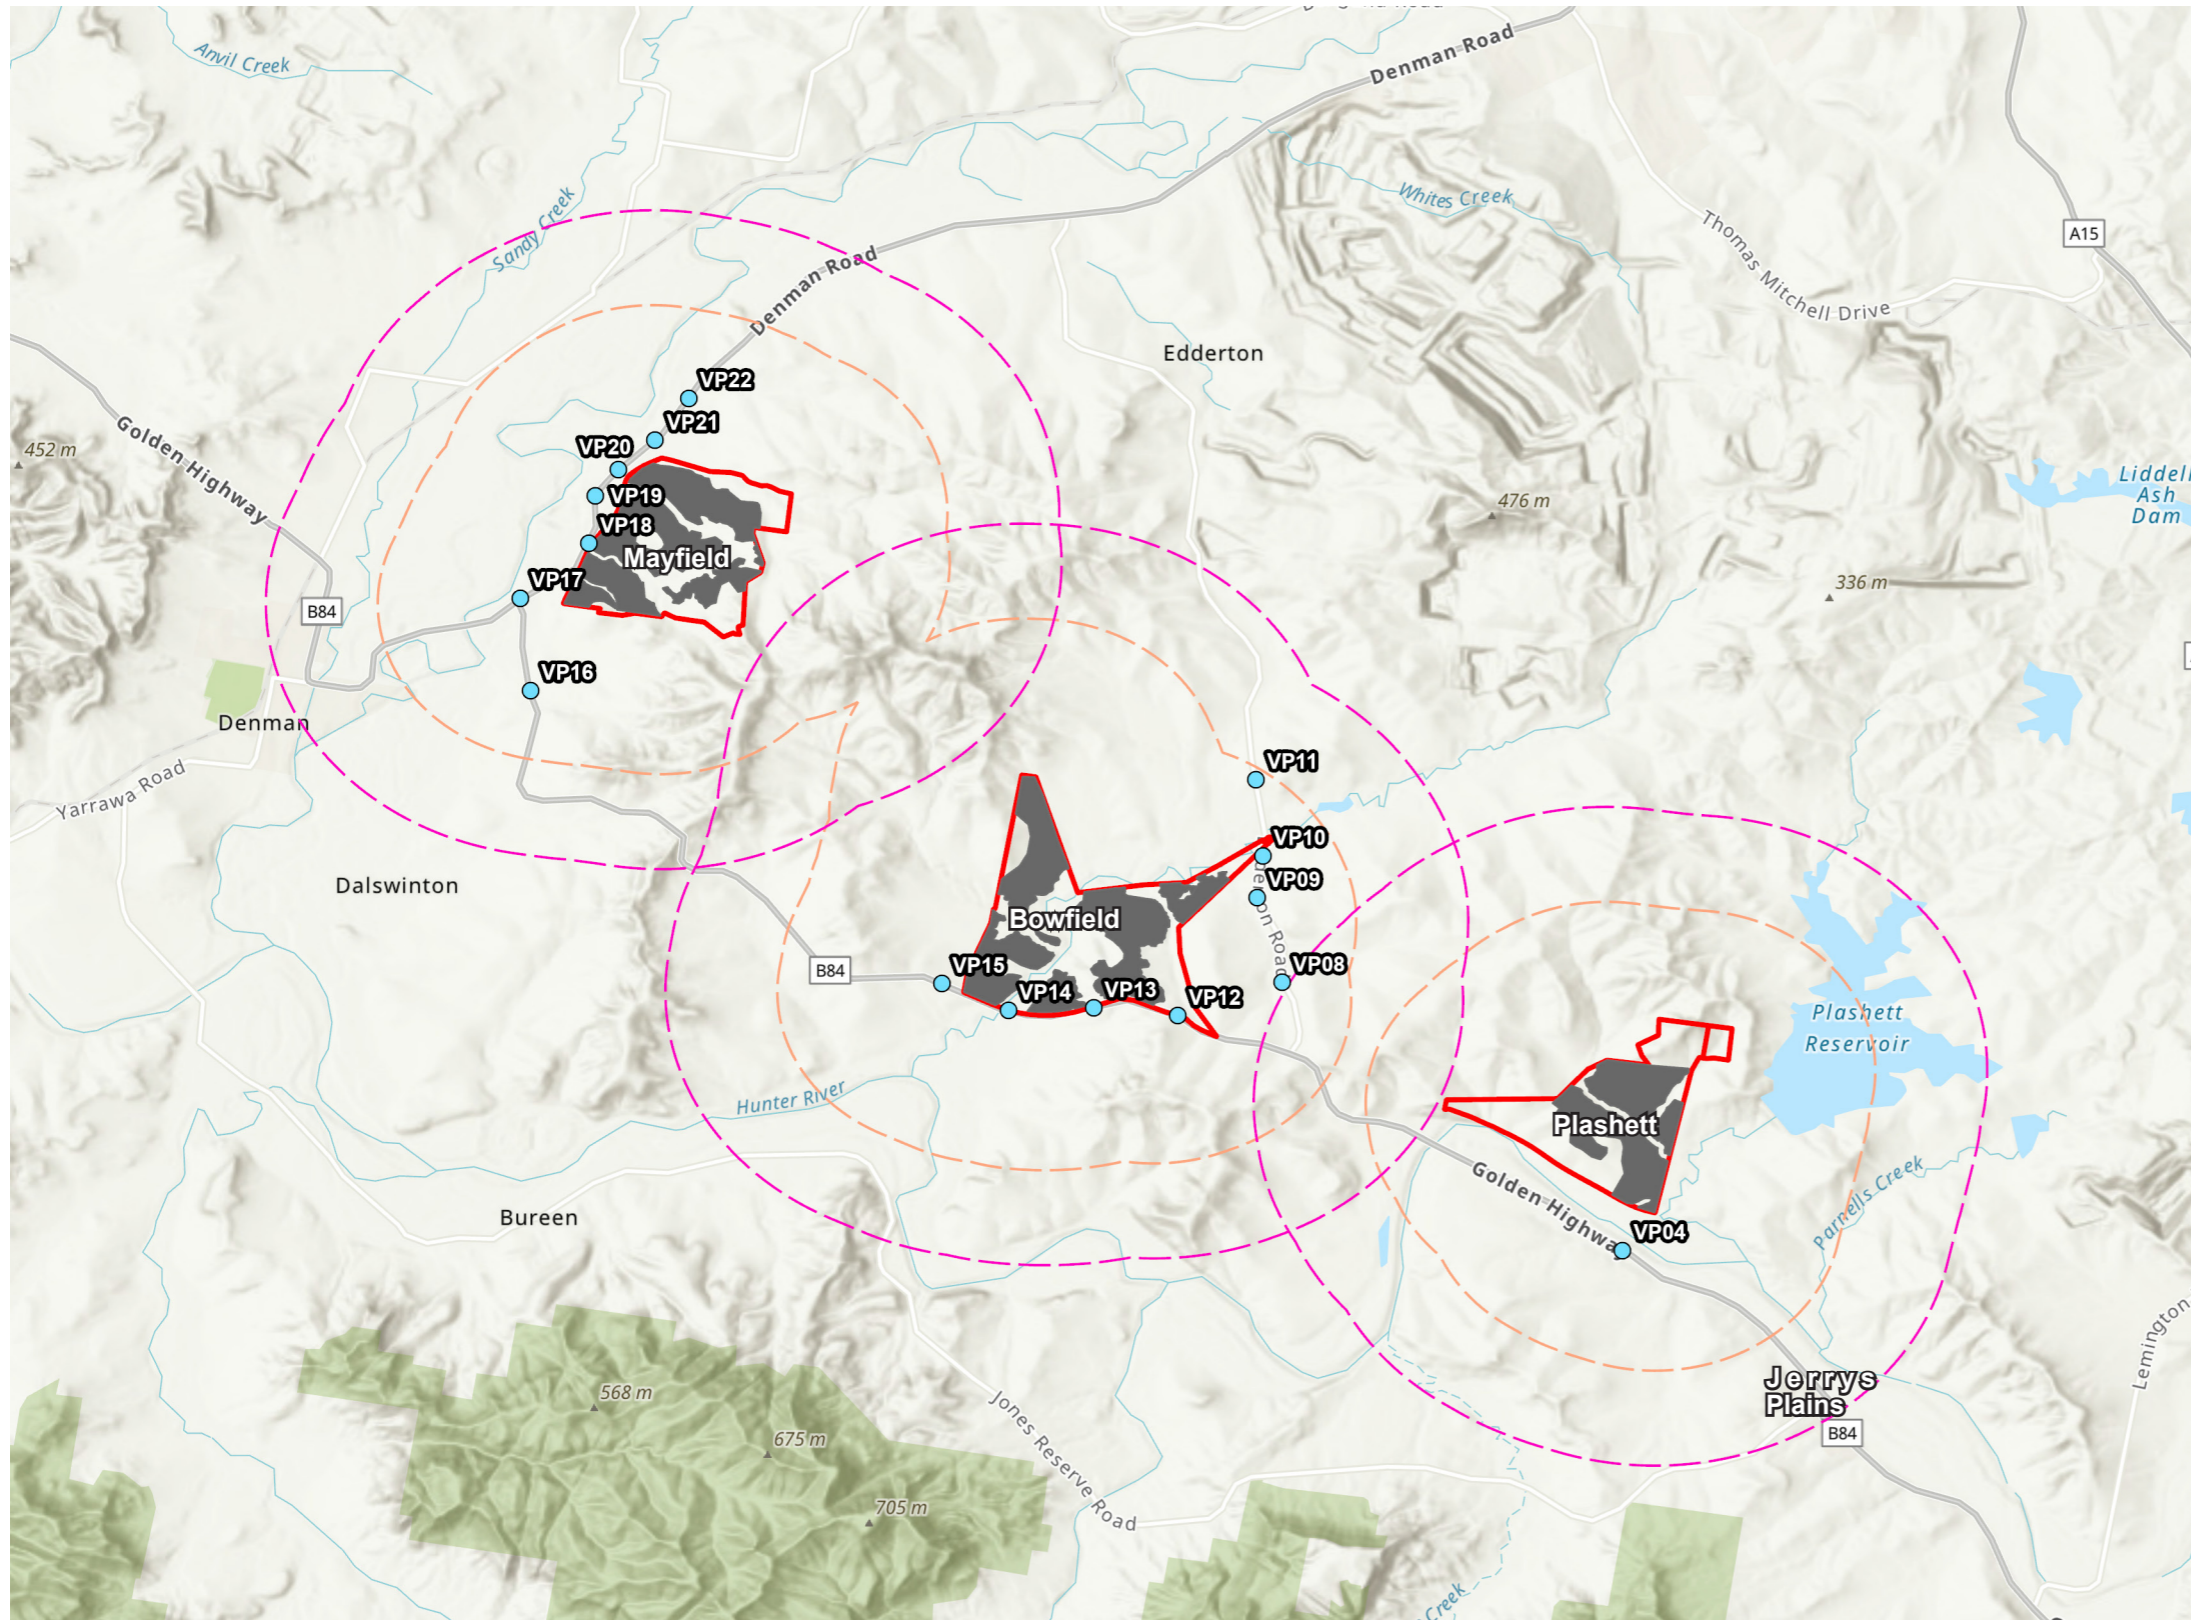 Anvil Creek
Denman Road
Sandy Creek
Whites Creek
A15
Thomas Mitchell Drive
Denman Road
Edderton
Golden Highway
452 m
VP22
VP21
VP20
VP19
VP18
Mayfield
VP17
B84
VP16
Denman
476 m
Liddell
Ash
Dam
336 m
Yarrawa Road
Dalswinton
VP11
VP10
VP09
Bowfield
VP08
B84
VP15
VP14
VP13
VP12
Plashett
Reservoir
Hunter River
Plashett
Golden Highway
VP04
Parnells Creek
Bureen
Lemington
Jerrys
Plains
B84
568 m
675 m
705 m
Jones Reserve Road
Creek